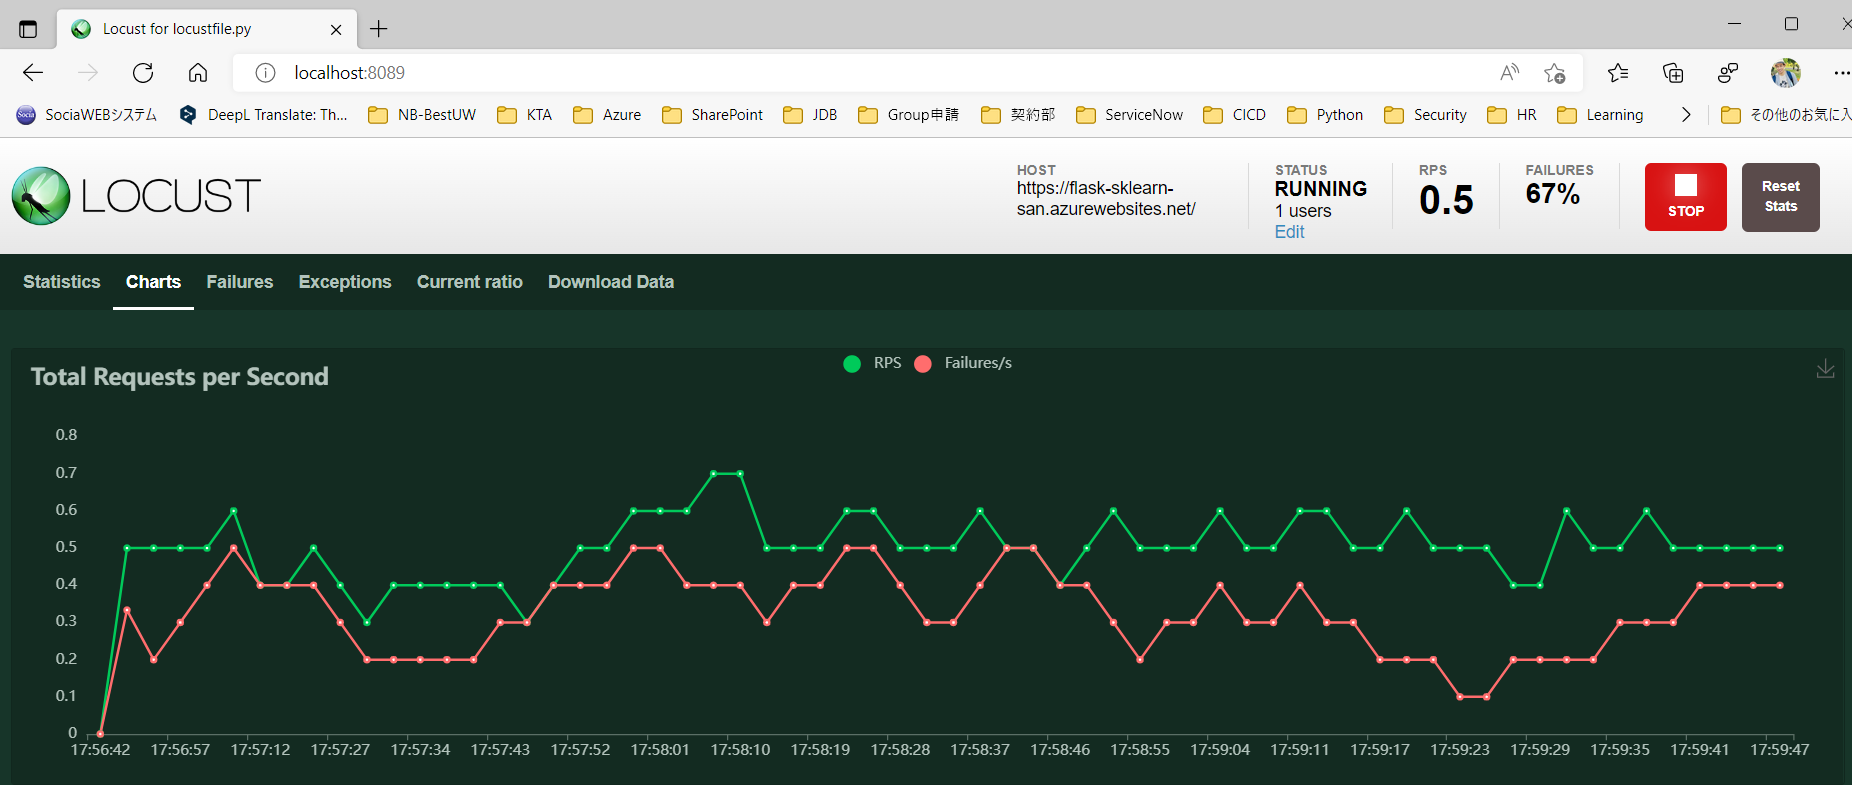 Locust for locustfile.py
localhost:8089
SociaWEBシステム DeepL Translate: Th... NB-BestUW KTA Azure SharePoint JDB Group申請 契約部 ServiceNow CICD Python Security HR Learning その他のお気に入
Socia
LOCUST
HOST
https://flask-sklearn-
san.azurewebsites.net/
STATUS
RUNNING
1 users
Edit
RPS
0.5
FAILURES
67%
STOP
Reset
Stats
Statistics Charts Failures Exceptions Current ratio Download Data
Total Requests per Second
RPS Failures/s
0.8
0.7
0.6
0.5
0.4
0.3
0.2
0.1
0
17:56:42 17:56:57 17:57:12 17:57:27 17:57:34 17:57:43 17:57:52 17:58:01 17:58:10 17:58:19 17:58:28 17:58:37 17:58:46 17:58:55 17:59:04 17:59:11 17:59:17 17:59:23 17:59:29 17:59:35 17:59:41 17:59:47